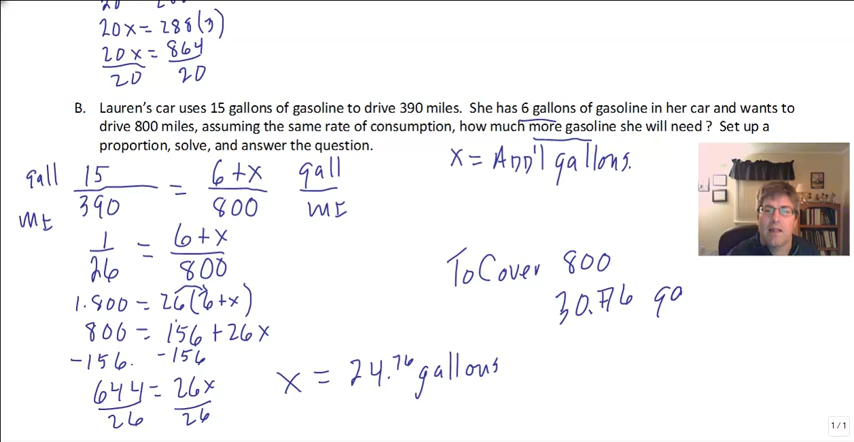 20x = 288(3)
20x = 864
20 20
B. Lauren's car uses 15 gallons of gasoline to drive 390 miles. She has 6 gallons of gasoline in her car and wants to
drive 800 miles, assuming the same rate of consumption, how much more gasoline she will need ? Set up a
proportion, solve, and answer the question.
x = ADD'l gallons.
gall 15 = 6+x gall
MI 390 800 MI
1 = 6+x
26 800
To Cover 800
1.800 = 26(6+x)
30.76 ga
800 = 156 + 26x
-156. -156
x = 24.76 gallons
644 = 26x
26 26
1 / 1